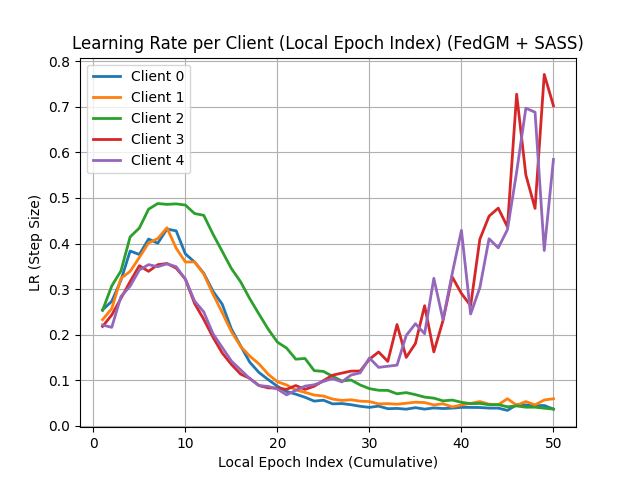 Learning Rate per Client (Local Epoch Index) (FedGM + SASS)
Client 0
Client 1
Client 2
Client 3
Client 4
LR (Step Size)
0.8
0.7
0.6
0.5
0.4
0.3
0.2
0.1
0.0
0 10 20 30 40 50
Local Epoch Index (Cumulative)